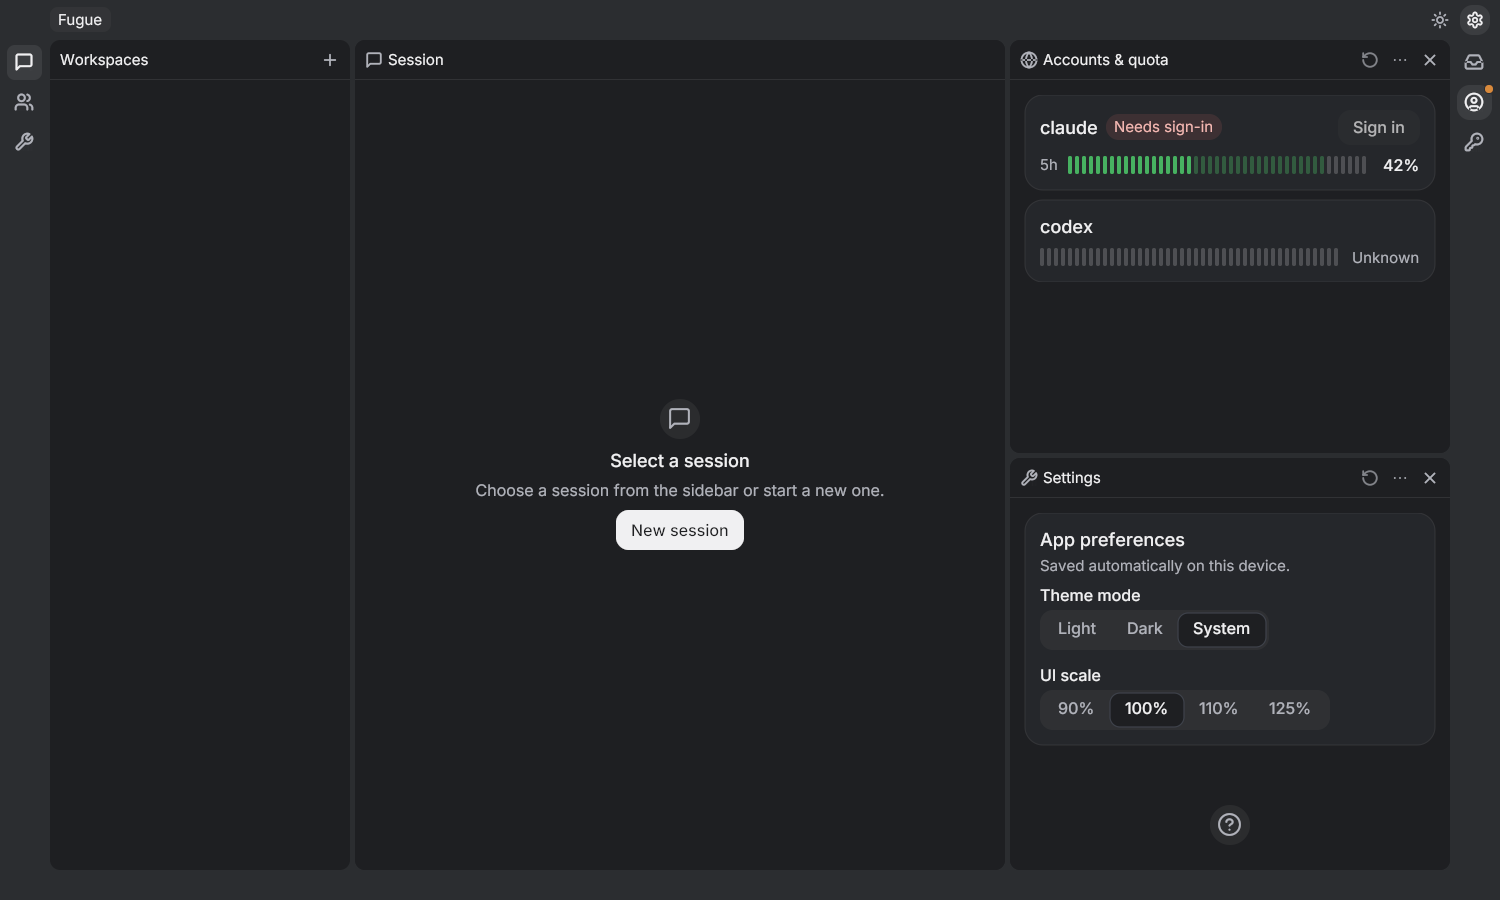 Fugue
Workspaces
Session
Select a session
Choose a session from the sidebar or start a new one.
New session
Accounts & quota
claude Needs sign-in Sign in
5h 42%
codex
Unknown
Settings
App preferences
Saved automatically on this device.
Theme mode
Light Dark System
UI scale
90% 100% 110% 125%